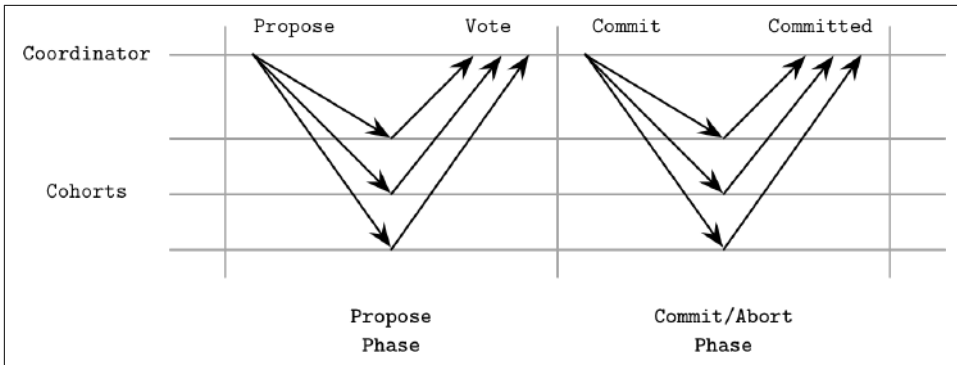 Propose Vote Commit Committed
Coordinator
Cohorts
Propose Commit/Abort
Phase Phase